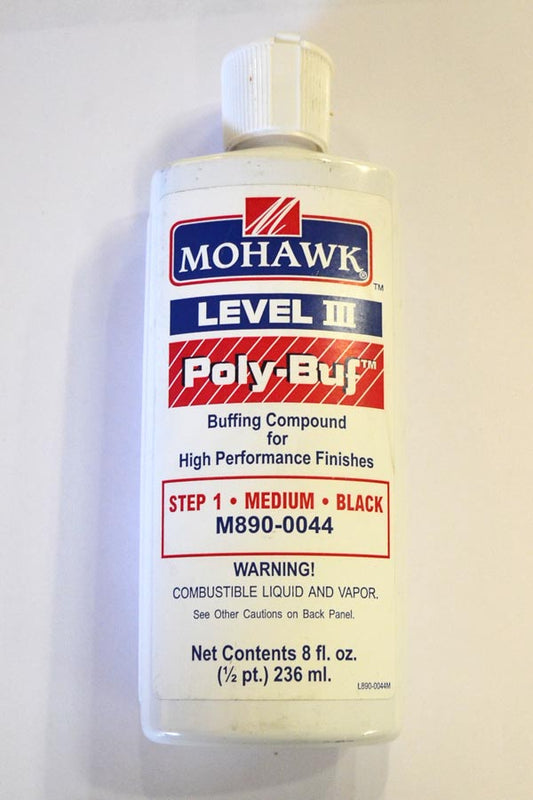 MOHAWK®
™
LEVEL III
Poly-Buf™
Buffing Compound
for
High Performance Finishes
STEP 1 • MEDIUM • BLACK
M890-0044
WARNING!
COMBUSTIBLE LIQUID AND VAPOR.
See Other Cautions on Back Panel.
Net Contents 8 fl. oz.
(½ pt.) 236 ml.
L890-0044M